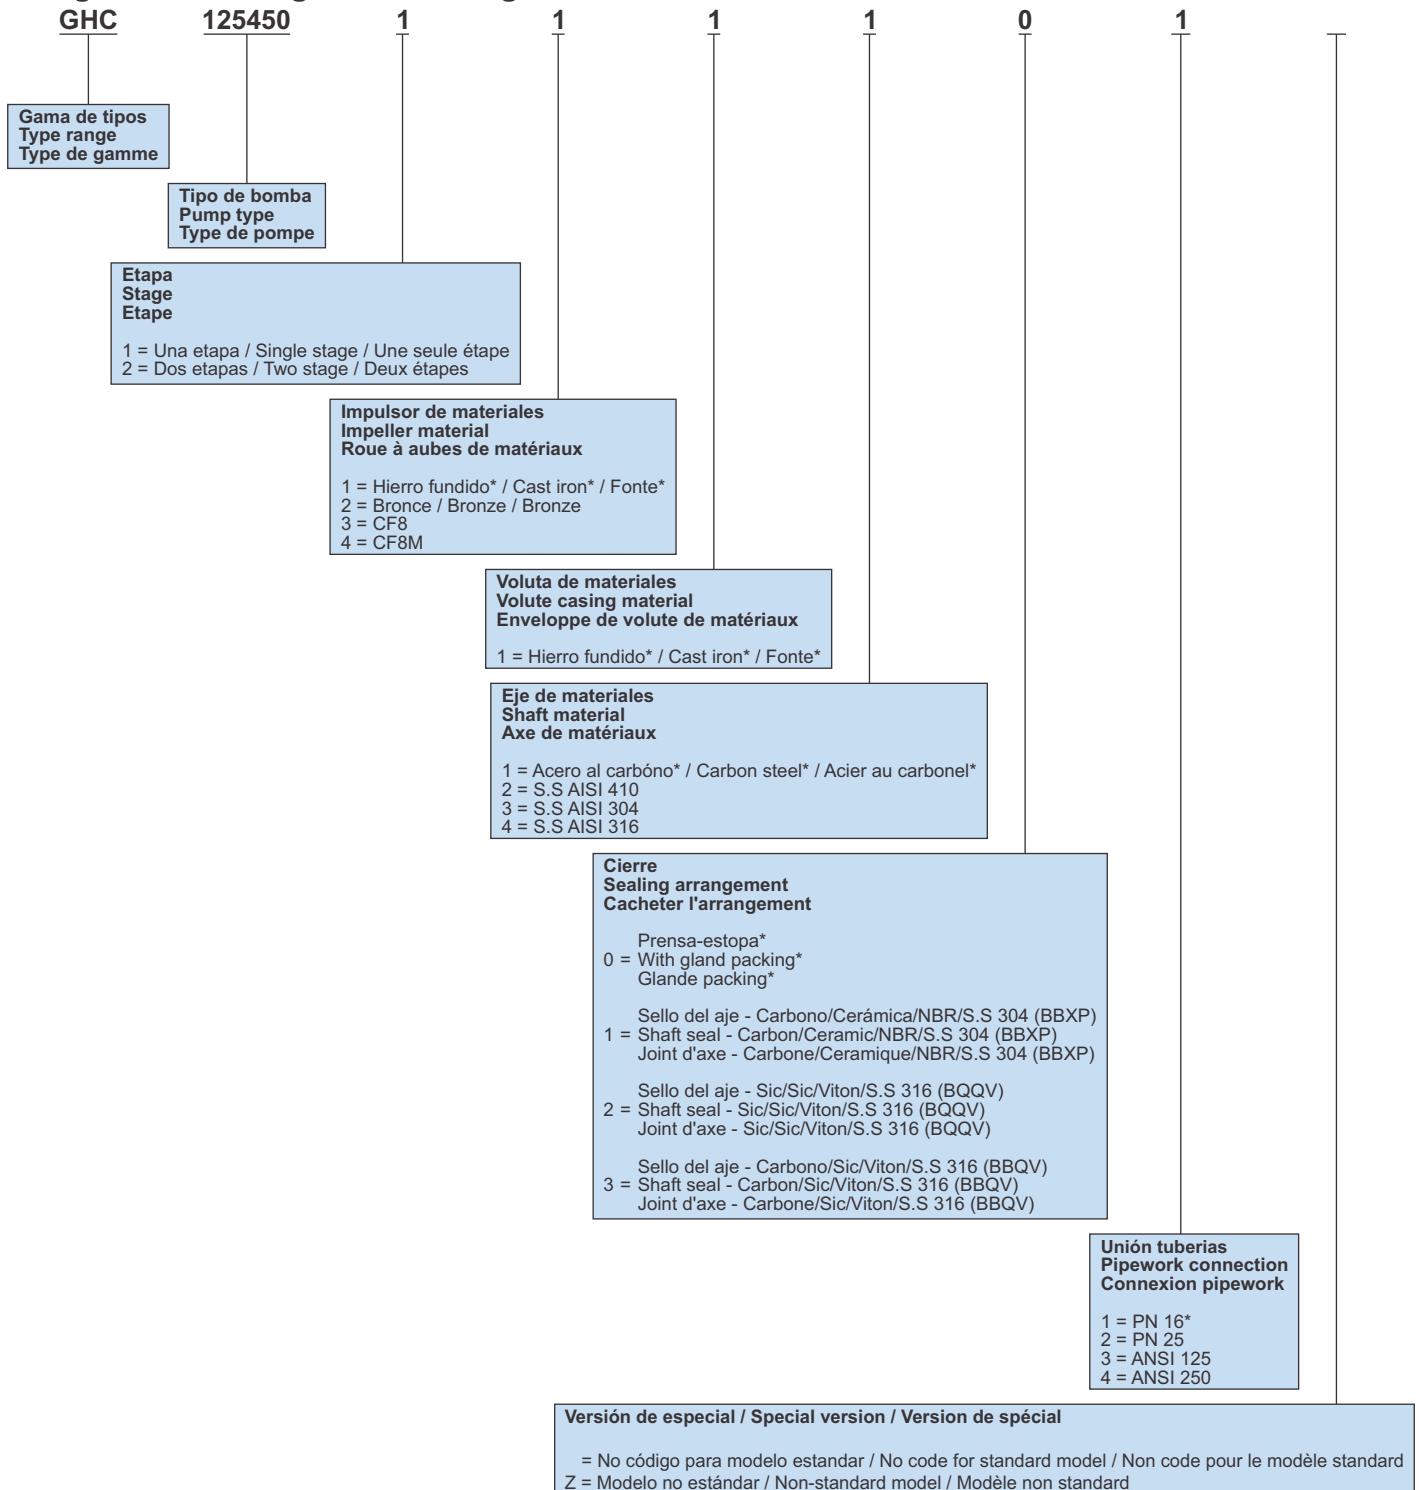 GHC 125450 1 1 1 1 0 1
Gama de tipos
Type range
Type de gamme
Tipo de bomba
Pump type
Type de pompe
Etapa
Stage
Etape
1 = Una etapa / Single stage / Une seule étape
2 = Dos etapas / Two stage / Deux étapes
Impulsor de materiales
Impeller material
Roue à aubes de matériaux
1 = Hierro fundido* / Cast iron* / Fonte*
2 = Bronce / Bronze / Bronze
3 = CF8
4 = CF8M
Voluta de materiales
Volute casing material
Enveloppe de volute de matériaux
1 = Hierro fundido* / Cast iron* / Fonte*
Eje de materiales
Shaft material
Axe de matériaux
1 = Acero al carbóno* / Carbon steel* / Acier au carbonel*
2 = S.S AISI 410
3 = S.S AISI 304
4 = S.S AISI 316
Cierre
Sealing arrangement
Cacheter l'arrangement
Prensa-estopa*
0 = With gland packing*
Glande packing*
Sello del aje - Carbono/Cerámica/NBR/S.S 304 (BBXP)
1 = Shaft seal - Carbon/Ceramic/NBR/S.S 304 (BBXP)
Joint d'axe - Carbone/Ceramique/NBR/S.S 304 (BBXP)
Sello del aje - Sic/Sic/Viton/S.S 316 (BQQV)
2 = Shaft seal - Sic/Sic/Viton/S.S 316 (BQQV)
Joint d'axe - Sic/Sic/Viton/S.S 316 (BQQV)
Sello del aje - Carbono/Sic/Viton/S.S 316 (BBQV)
3 = Shaft seal - Carbon/Sic/Viton/S.S 316 (BBQV)
Joint d'axe - Carbone/Sic/Viton/S.S 316 (BBQV)
Unión tuberias
Pipework connection
Connexion pipework
1 = PN 16*
2 = PN 25
3 = ANSI 125
4 = ANSI 250
Versión de especial / Special version / Version de spécial
= No código para modelo estandar / No code for standard model / Non code pour le modèle standard
Z = Modelo no estándar / Non-standard model / Modèle non standard